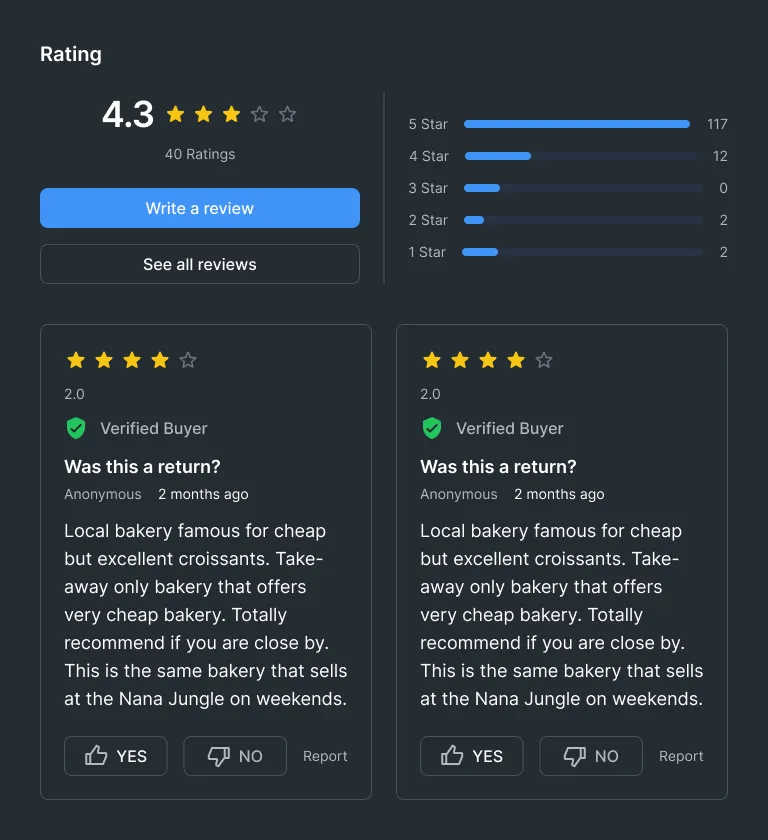 Rating
4.3
40 Ratings
Write a review
See all reviews
5 Star 117
4 Star 12
3 Star 0
2 Star 2
1 Star 2
2.0
Verified Buyer
Was this a return?
Anonymous 2 months ago
Local bakery famous for cheap
but excellent croissants. Take-
away only bakery that offers
very cheap bakery. Totally
recommend if you are close by.
This is the same bakery that sells
at the Nana Jungle on weekends.
YES NO Report
2.0
Verified Buyer
Was this a return?
Anonymous 2 months ago
Local bakery famous for cheap
but excellent croissants. Take-
away only bakery that offers
very cheap bakery. Totally
recommend if you are close by.
This is the same bakery that sells
at the Nana Jungle on weekends.
YES NO Report